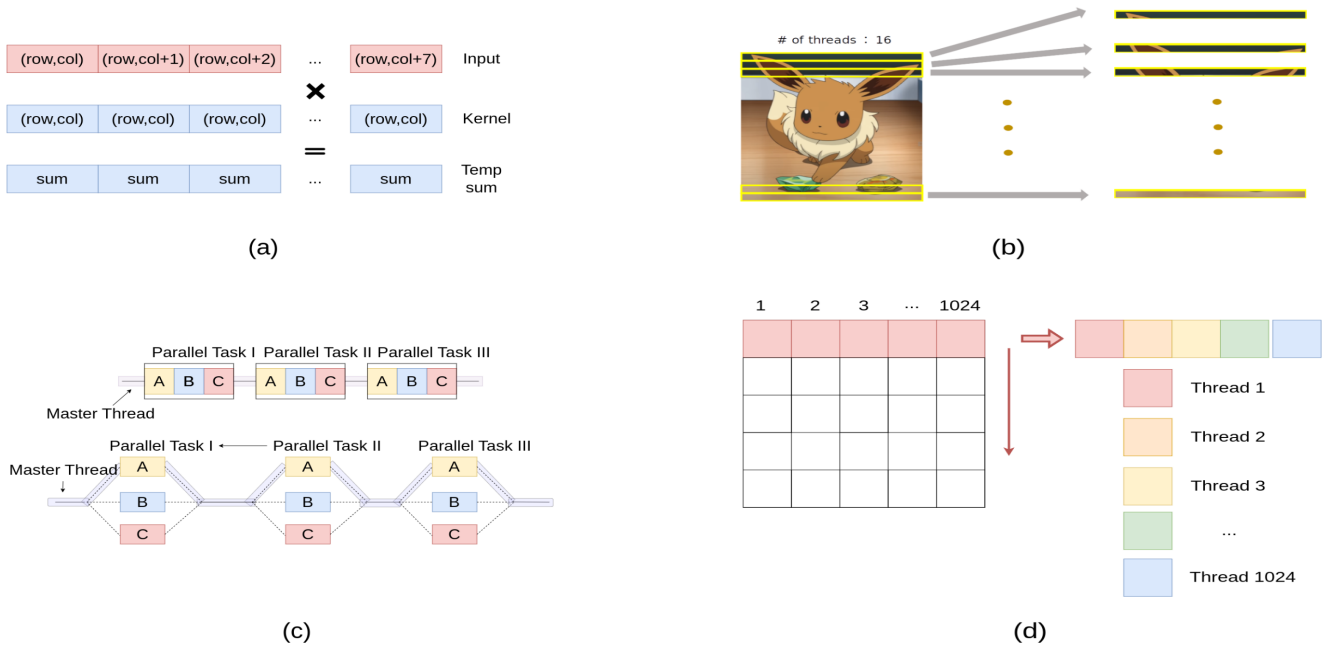 (row,col) (row,col+1) (row,col+2) ... (row,col+7) Input
×
(row,col) (row,col) (row,col) ... (row,col) Kernel
=
sum sum sum ... sum Temp
sum
(a)
# of threads : 16
(b)
Parallel Task I Parallel Task II Parallel Task III
A B C A B C A B C
Master Thread
Parallel Task I Parallel Task II Parallel Task III
Master Thread
A A A
B B B
C C C
(c)
1 2 3 ... 1024
Thread 1
Thread 2
Thread 3
...
Thread 1024
(d)